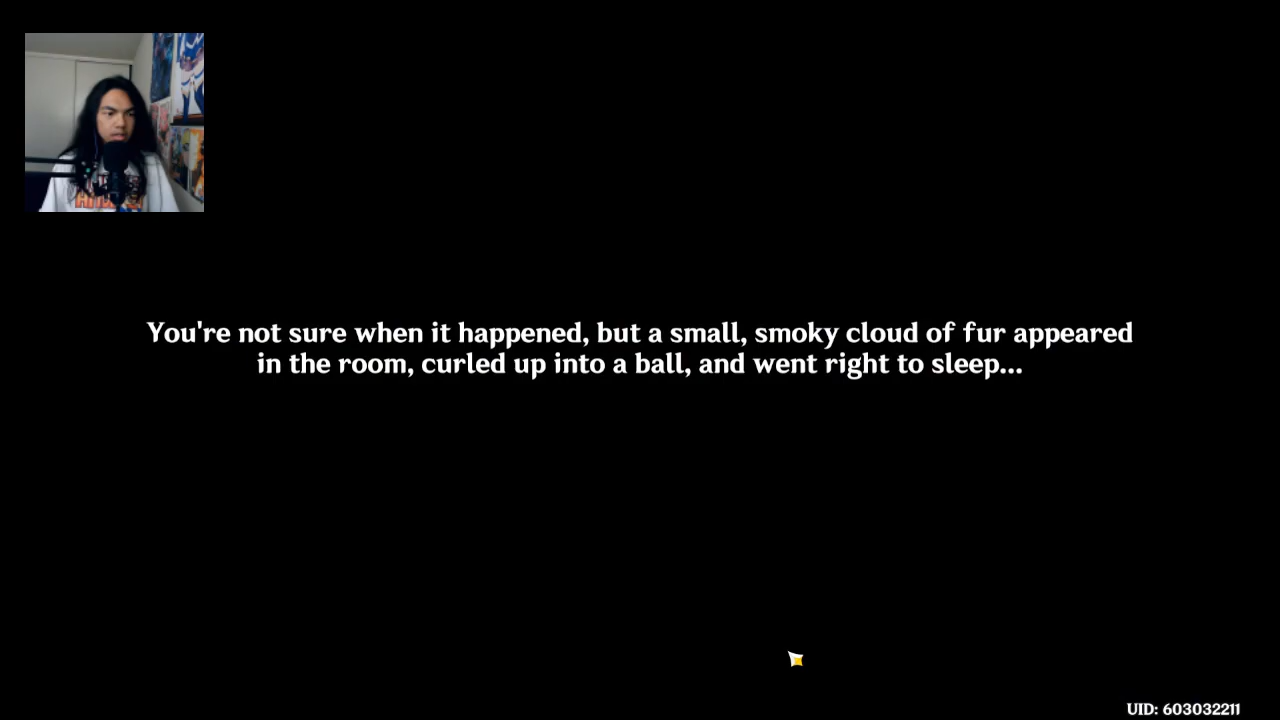 You're not sure when it happened, but a small, smoky cloud of fur appeared
in the room, curled up into a ball, and went right to sleep...
UID: 603032211